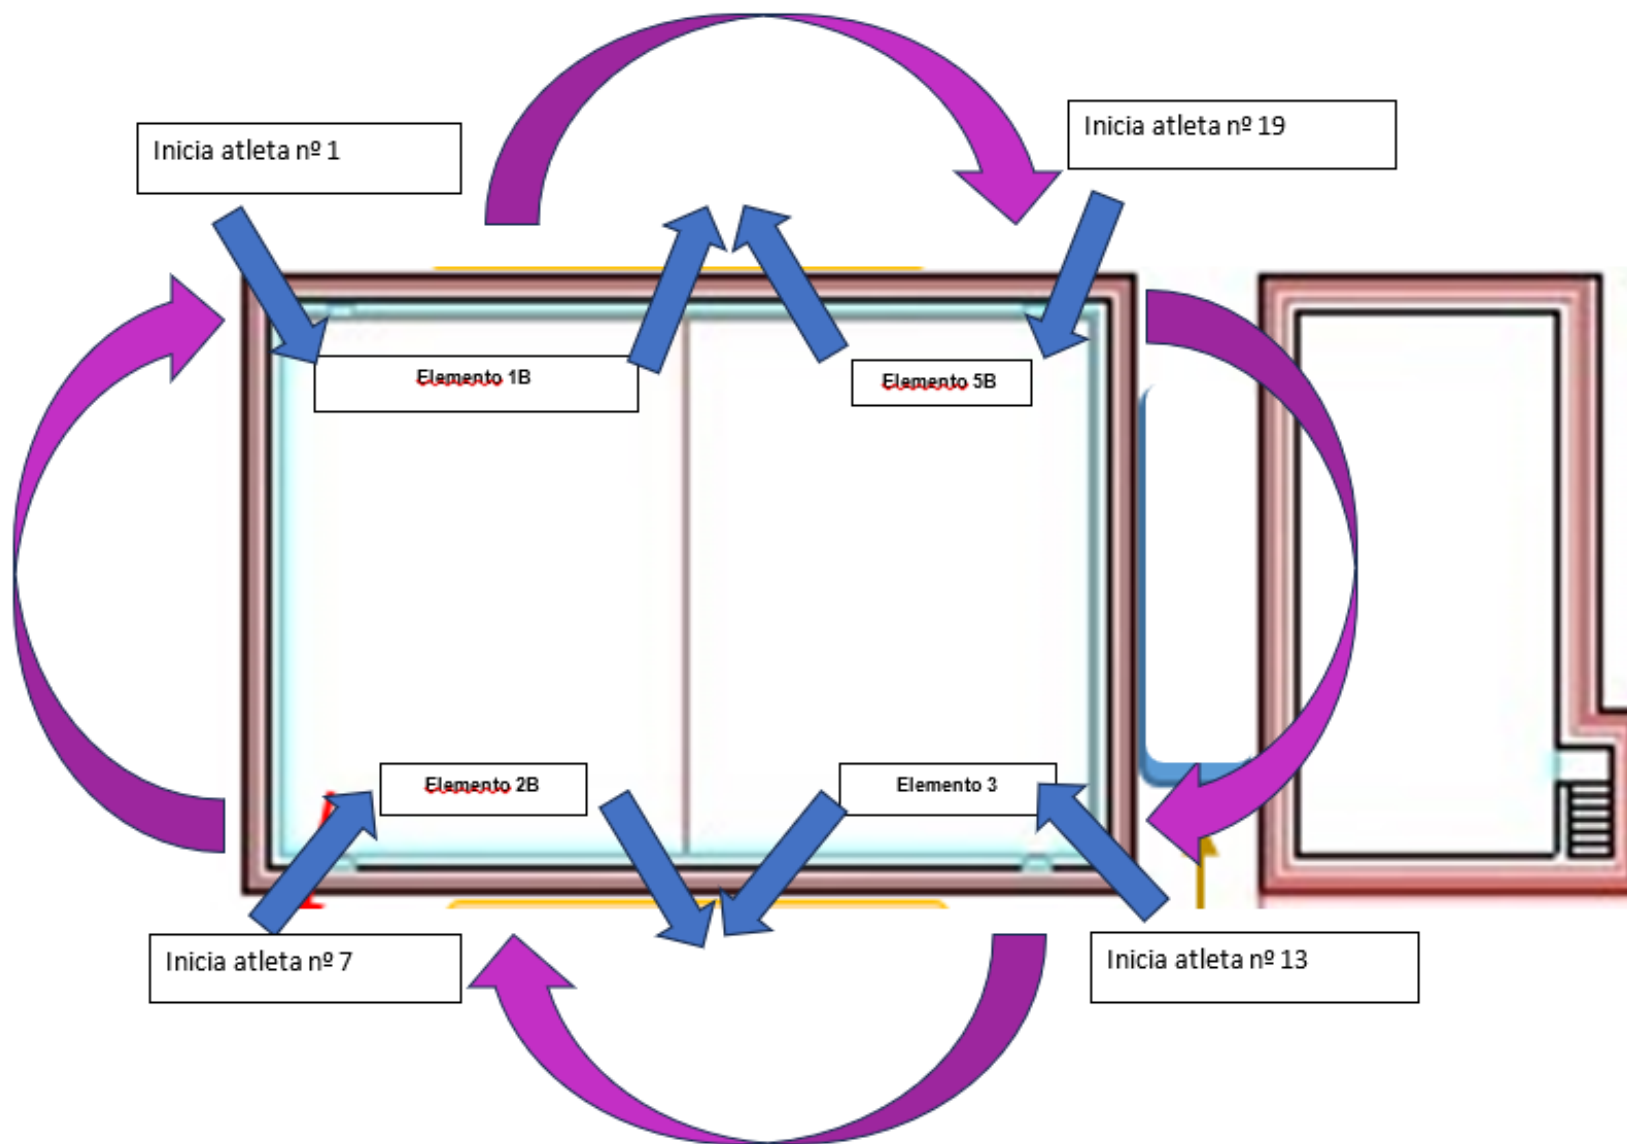 Inicia atleta nº 1
Inicia atleta nº 19
Elemento 1B
Elemento 5B
Elemento 2B
Elemento 3
Inicia atleta nº 7
Inicia atleta nº 13